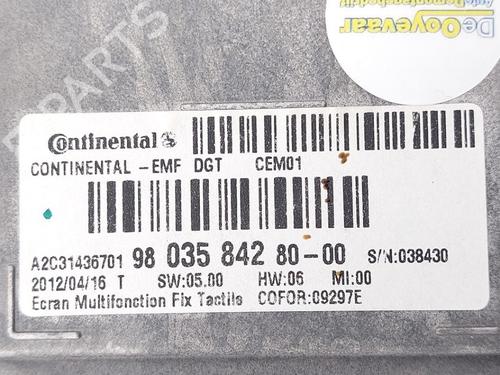 DeOoyevaar
Continental
CONTINENTAL -EMF DGT CEM01
A2C31436701 98 035 842 80-00 S/N:038430
2012/04/16 T SW:05.00 HW:06 MI:00
Ecran Multifonction Fix Tactile COFOR:09297E
PARTS